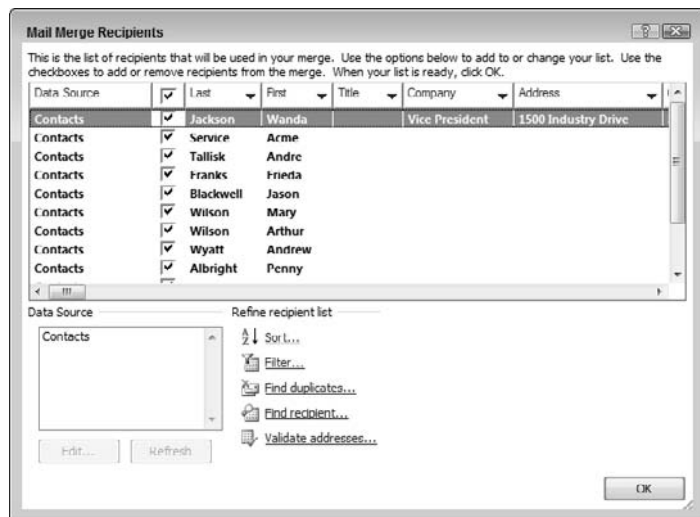 Mail Merge Recipients
This is the list of recipients that will be used in your merge.  Use the options below to add to or change your list.  Use the
checkboxes to add or remove recipients from the merge.  When your list is ready, click OK.
Data Source Last First Title Company Address
Contacts Jackson Wanda Vice President 1500 Industry Drive
Contacts Service Acme
Contacts Tallisk Andre
Contacts Franks Frieda
Contacts Blackwell Jason
Contacts Wilson Mary
Contacts Wilson Arthur
Contacts Wyatt Andrew
Contacts Albright Penny
Data Source Refine recipient list
Contacts
Sort...
Filter...
Find duplicates...
Find recipient...
Validate addresses...
Edit... Refresh
OK